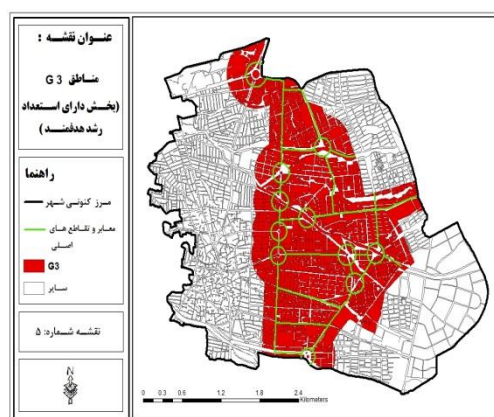 عنوان نقشه :
مناطق G 3
(بخش دارای استعداد
رشد هدفمند)
راهنما
مرز کنونی شهر
معابر و تقاطع های
اصلی
G3
سایر
نقشه شماره: ۵
N
0 0.3 0.6 1.2 1.8 2.4
Kilometers